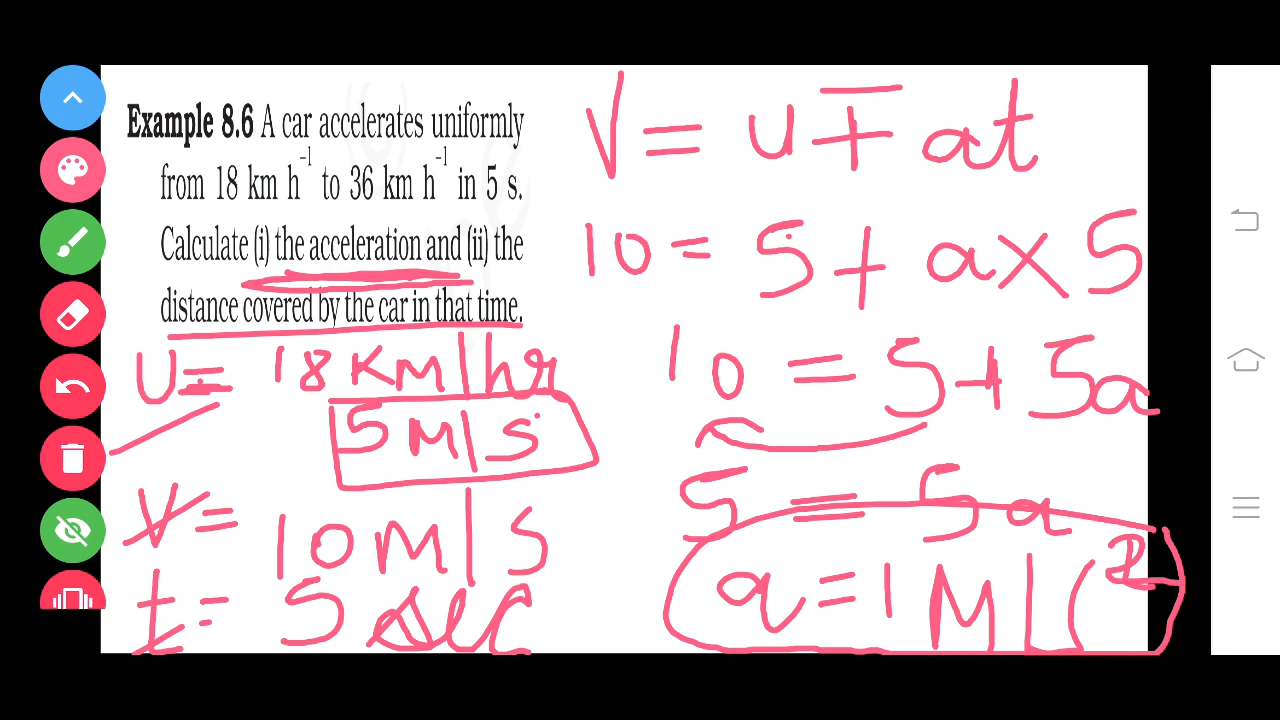 Example 8.6 A car accelerates uniformly
from 18 km h⁻¹ to 36 km h⁻¹ in 5 s.
Calculate (i) the acceleration and (ii) the
distance covered by the car in that time.
U = 18 KM|hr
5 M|S
V = 10 M|S
t = 5 sec
V = u + at
10 = 5 + a × 5
10 = 5 + 5a
5 = 5a
a = 1 M|S²